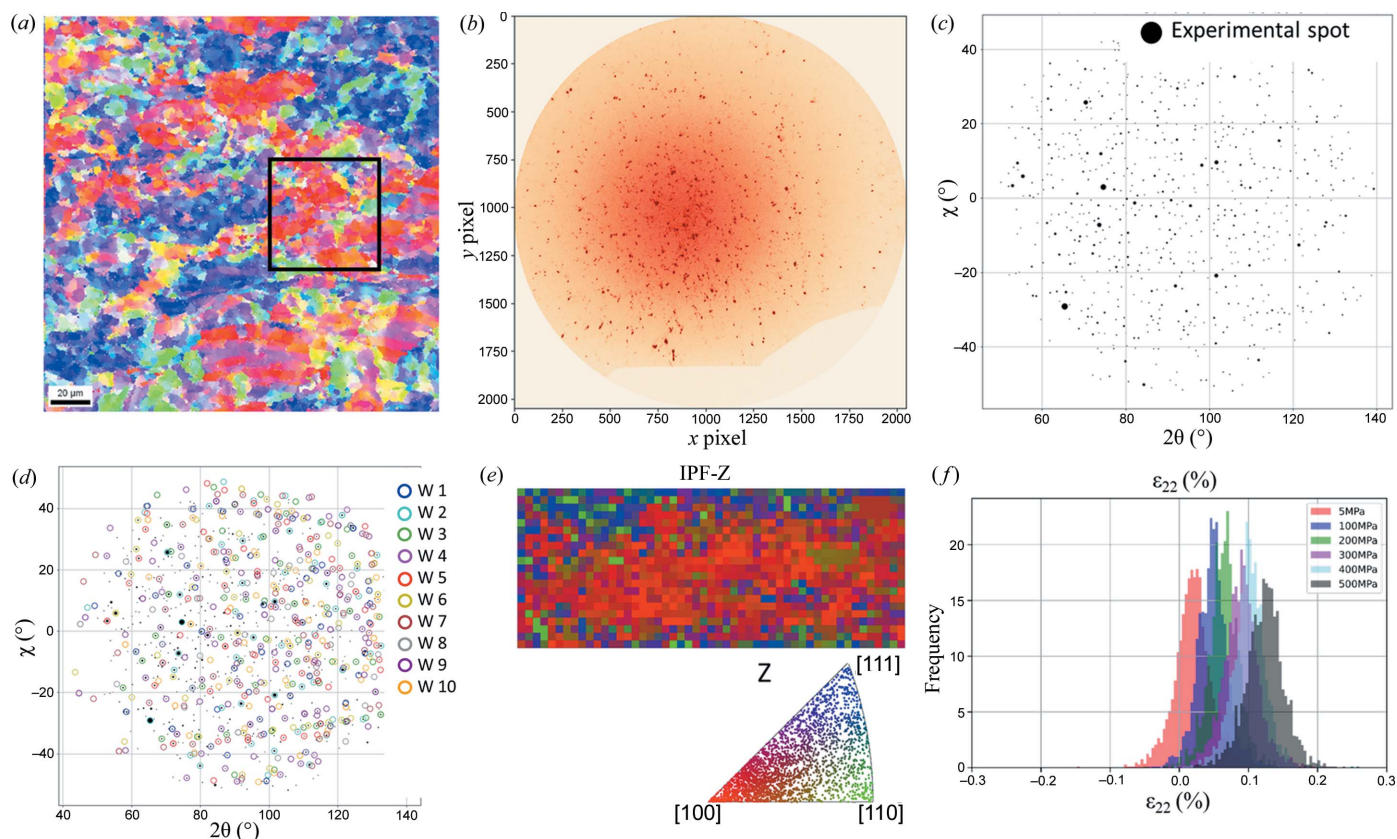 (a)
20 µm
(b)
0
250
500
750
1000
1250
1500
1750
2000
y pixel
0 250 500 750 1000 1250 1500 1750 2000
x pixel
(c)
Experimental spot
40
20
0
−20
−40
χ (°)
60 80 100 120 140
2θ (°)
(d)
40
20
0
−20
−40
χ (°)
40 60 80 100 120 140
2θ (°)
W 1
W 2
W 3
W 4
W 5
W 6
W 7
W 8
W 9
W 10
(e)
IPF-Z
Z
[111]
[100]
[110]
(f)
ε22 (%)
5MPa
100MPa
200MPa
300MPa
400MPa
500MPa
20
15
10
5
0
Frequency
−0.3 −0.2 −0.1 0.0 0.1 0.2 0.3
ε22 (%)